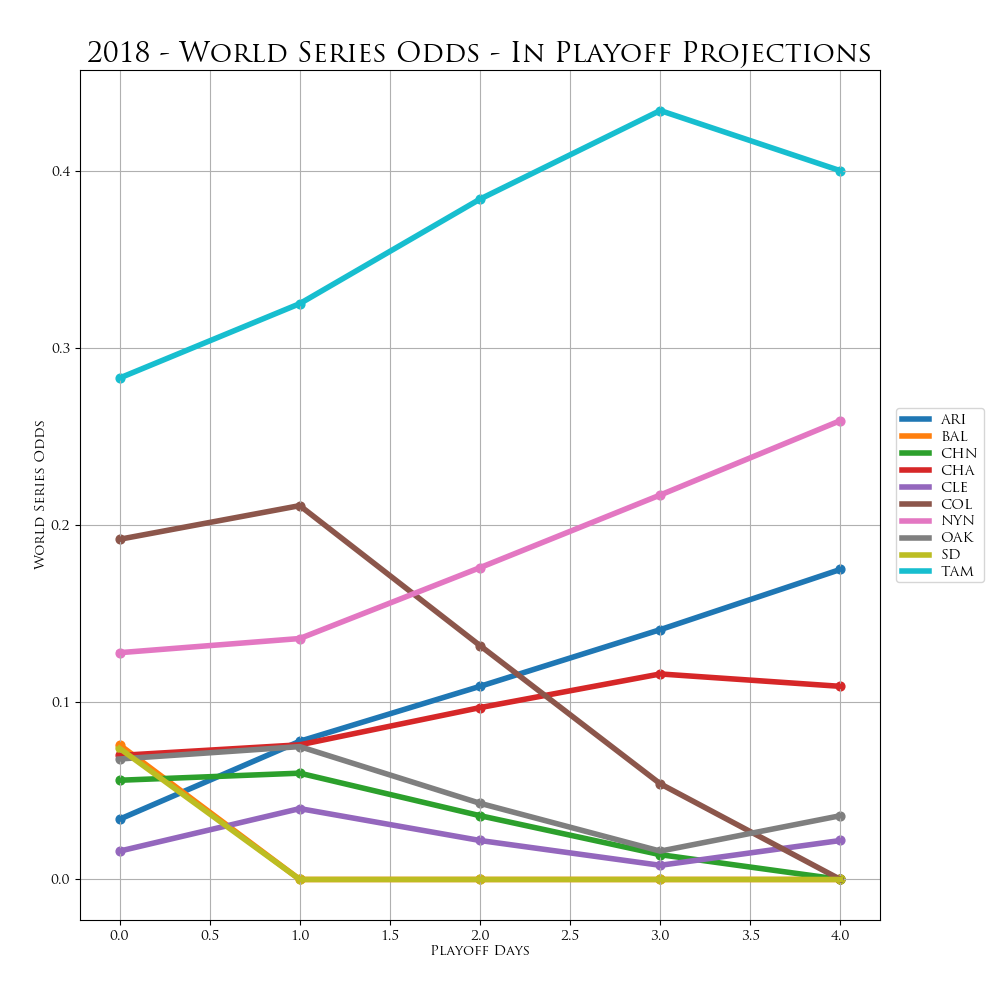 2018 - World Series Odds - In Playoff Projections
World Series Odds
0.4
0.3
0.2
0.1
0.0
0.0 0.5 1.0 1.5 2.0 2.5 3.0 3.5 4.0
Playoff Days
ARI
BAL
CHN
CHA
CLE
COL
NYN
OAK
SD
TAM